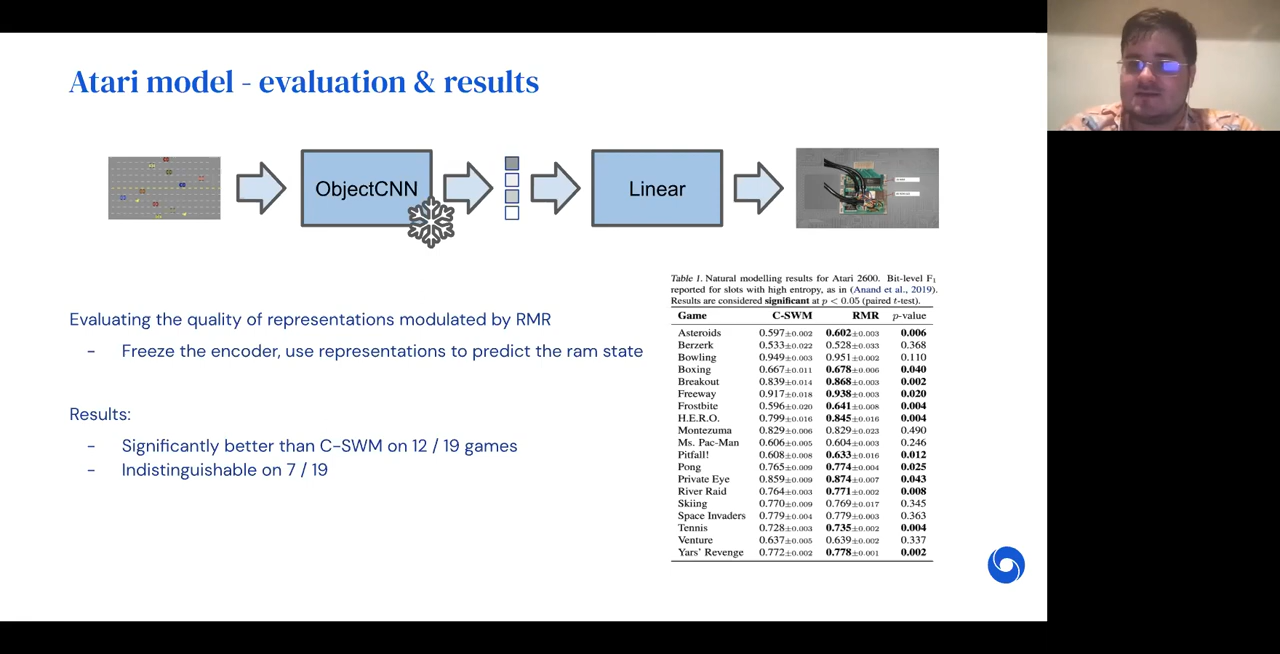 Atari model - evaluation & results
ObjectCNN
Linear
Evaluating the quality of representations modulated by RMR
- Freeze the encoder, use representations to predict the ram state
Results:
- Significantly better than C-SWM on 12 / 19 games
- Indistinguishable on 7 / 19
Table 1. Natural modelling results for Atari 2600. Bit-level F₁
reported for slots with high entropy, as in (Anand et al., 2019).
Results are considered significant at p < 0.05 (paired t-test).
Game C-SWM RMR p-value
Asteroids 0.597±0.002 0.602±0.003 0.006
Berzerk 0.533±0.022 0.528±0.033 0.368
Bowling 0.949±0.003 0.951±0.002 0.110
Boxing 0.667±0.011 0.678±0.006 0.040
Breakout 0.839±0.014 0.868±0.003 0.002
Freeway 0.917±0.018 0.938±0.003 0.020
Frostbite 0.596±0.020 0.641±0.008 0.004
H.E.R.O. 0.799±0.016 0.845±0.016 0.004
Montezuma 0.829±0.006 0.829±0.023 0.490
Ms. Pac-Man 0.606±0.005 0.604±0.003 0.246
Pitfall! 0.608±0.008 0.633±0.016 0.012
Pong 0.765±0.009 0.774±0.004 0.025
Private Eye 0.859±0.009 0.874±0.007 0.043
River Raid 0.764±0.003 0.771±0.002 0.008
Skiing 0.770±0.009 0.769±0.017 0.345
Space Invaders 0.779±0.004 0.779±0.003 0.363
Tennis 0.728±0.003 0.735±0.002 0.004
Venture 0.637±0.005 0.639±0.002 0.337
Yars' Revenge 0.772±0.002 0.778±0.001 0.002